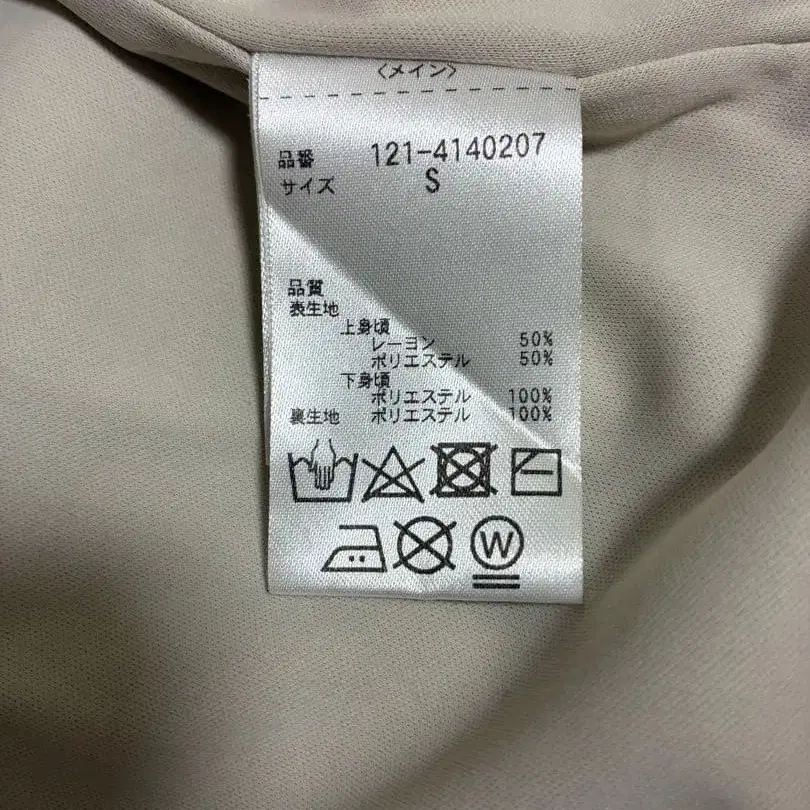 〈メイン〉
品番 121-4140207
サイズ S
品質
表生地
上身頃
レーヨン 50%
ポリエステル 50%
下身頃
ポリエステル 100%
裏生地 ポリエステル 100%
W